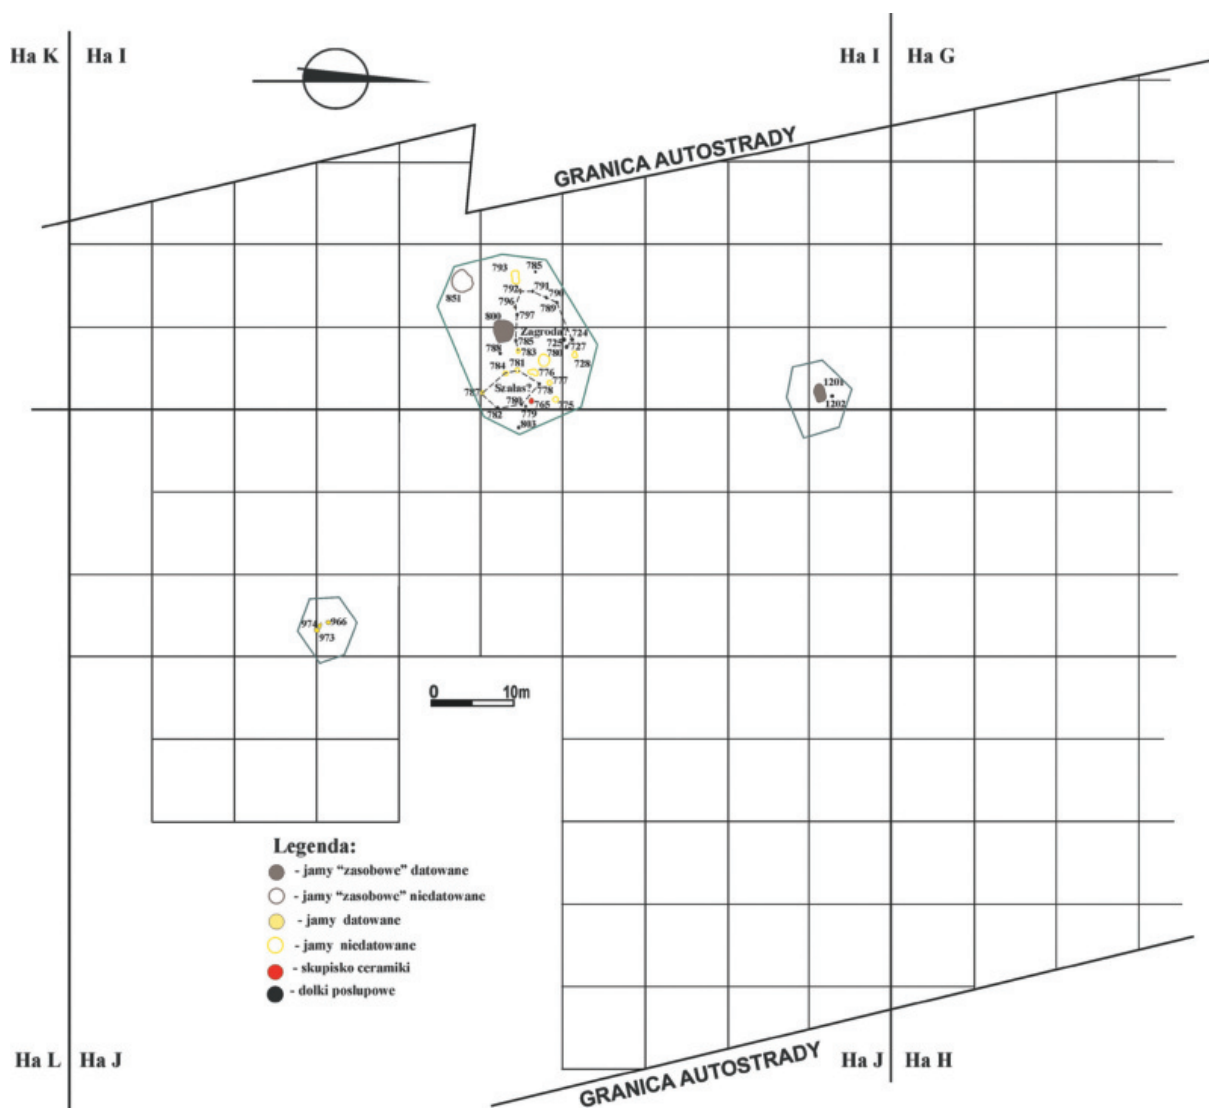 Ha K
Ha I
Ha I
Ha G
GRANICA AUTOSTRADY
793
785
851
792
791
790
796
789
797
800
Zagroda?
724
725
727
785
788
783
780
728
781
784
776
777
787
Szałas?
778
780
765
775
782
779
803
1201
1202
974
966
973
0 10m
Legenda:
- jamy “zasobowe” datowane
- jamy “zasobowe” niedatowane
- jamy datowane
- jamy niedatowane
- skupisko ceramiki
- dołki posłupowe
Ha L
Ha J
Ha J
Ha H
GRANICA AUTOSTRADY